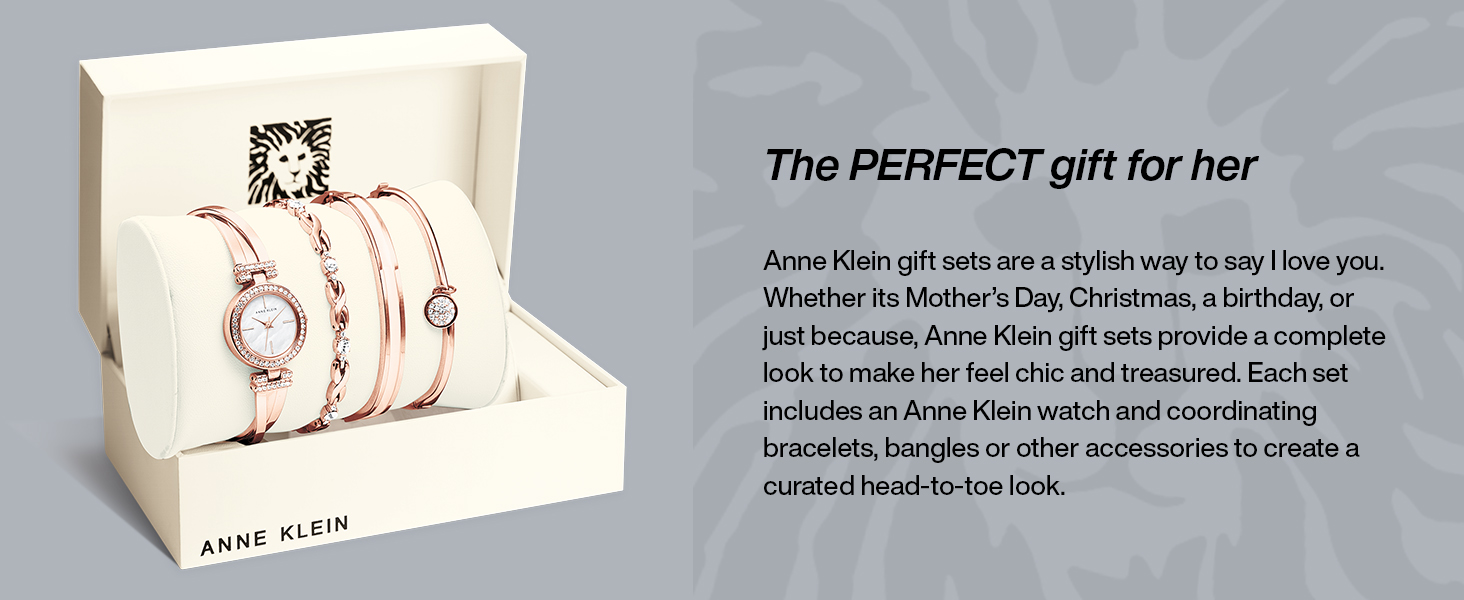 ANNE KLEIN
ANNE KLEIN
The PERFECT gift for her
Anne Klein gift sets are a stylish way to say I love you.
Whether its Mother’s Day, Christmas, a birthday, or
just because, Anne Klein gift sets provide a complete
look to make her feel chic and treasured. Each set
includes an Anne Klein watch and coordinating
bracelets, bangles or other accessories to create a
curated head-to-toe look.